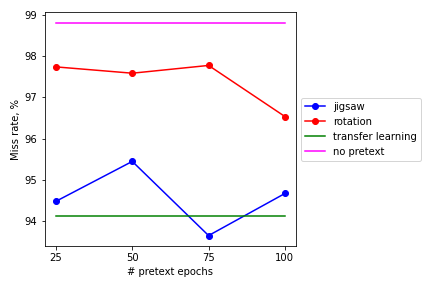 99
98
97
96
95
94
Miss rate, %
25
50
75
100
# pretext epochs
jigsaw
rotation
transfer learning
no pretext